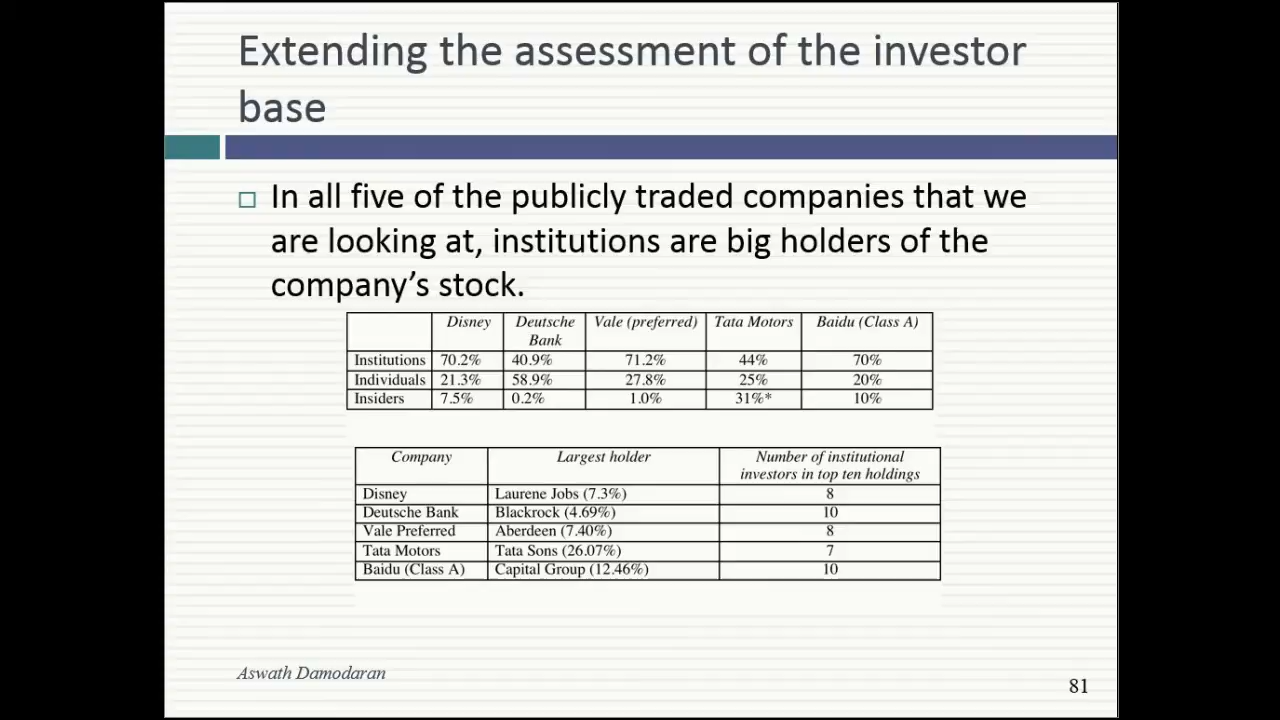 Extending the assessment of the investor
base
In all five of the publicly traded companies that we
are looking at, institutions are big holders of the
company's stock.
Disney Deutsche Bank Vale (preferred) Tata Motors Baidu (Class A)
Institutions 70.2% 40.9% 71.2% 44% 70%
Individuals 21.3% 58.9% 27.8% 25% 20%
Insiders 7.5% 0.2% 1.0% 31%* 10%
Company Largest holder Number of institutional investors in top ten holdings
Disney Laurene Jobs (7.3%) 8
Deutsche Bank Blackrock (4.69%) 10
Vale Preferred Aberdeen (7.40%) 8
Tata Motors Tata Sons (26.07%) 7
Baidu (Class A) Capital Group (12.46%) 10
Aswath Damodaran
81